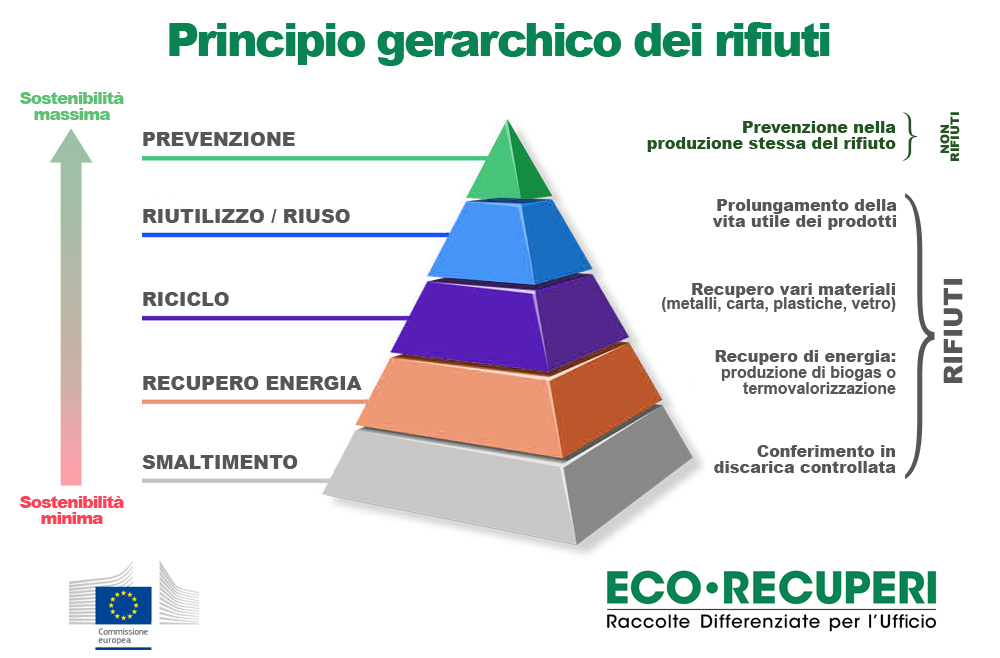 Principio gerarchico dei rifiuti
Sostenibilità
massima
PREVENZIONE
Prevenzione nella
produzione stessa del rifiuto
NON
RIFIUTI
RIUTILIZZO / RIUSO
Prolungamento della
vita utile dei prodotti
RICICLO
Recupero vari materiali
(metalli, carta, plastiche, vetro)
RIFIUTI
RECUPERO ENERGIA
Recupero di energia:
produzione di biogas o
termovalorizzazione
SMALTIMENTO
Conferimento in
discarica controllata
Sostenibilità
minima
Commissione
europea
ECO•RECUPERI
Raccolte Differenziate per l'Ufficio